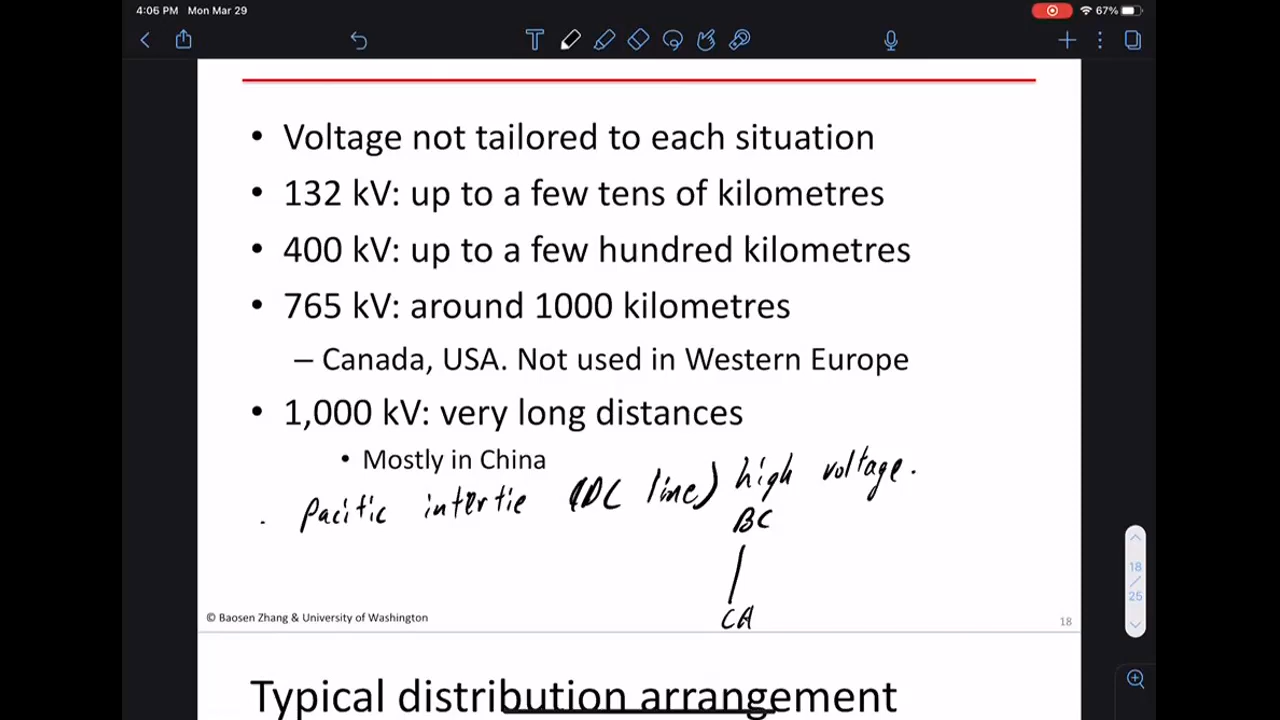 4:06 PM Mon Mar 29
67%
• Voltage not tailored to each situation
• 132 kV: up to a few tens of kilometres
• 400 kV: up to a few hundred kilometres
• 765 kV: around 1000 kilometres
– Canada, USA. Not used in Western Europe
• 1,000 kV: very long distances
• Mostly in China
. Pacific intertie (DC line) high voltage.
BC
CA
18
25
© Baosen Zhang & University of Washington
18
Typical distribution arrangement